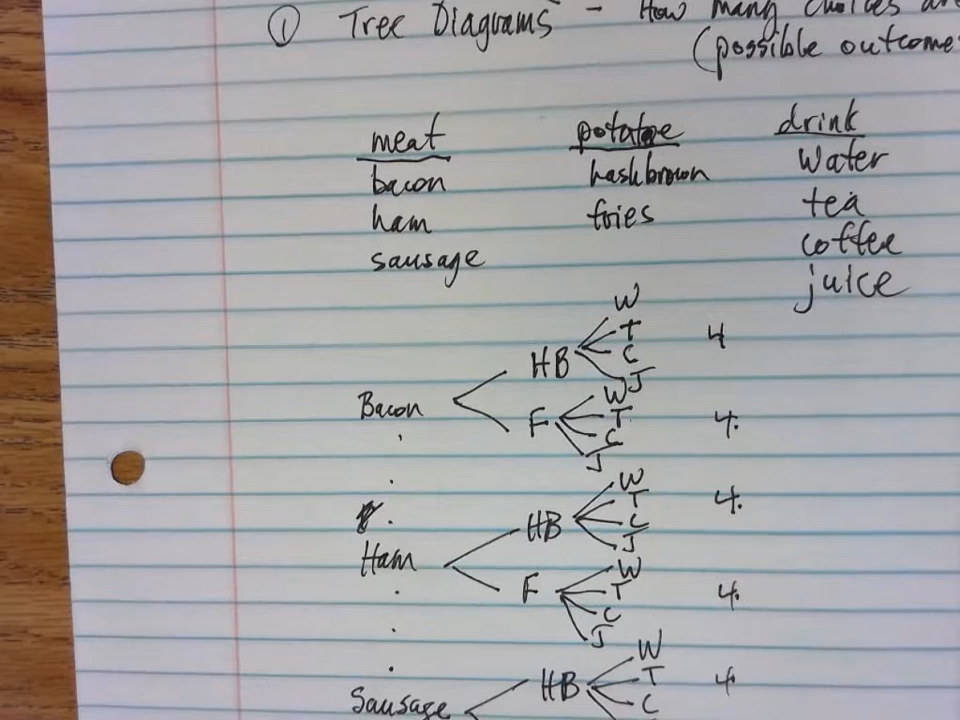 ① Tree Diagrams - How many choices
(possible outcome
meat potatoe drink
bacon hashbrown water
ham fries tea
sausage coffee
juice
W
T 4
HB C
J
Bacon W
F T 4.
C
J
W
T 4.
HB C
J
Ham W
F T 4.
C
J
W
HB T 4
Sausage C